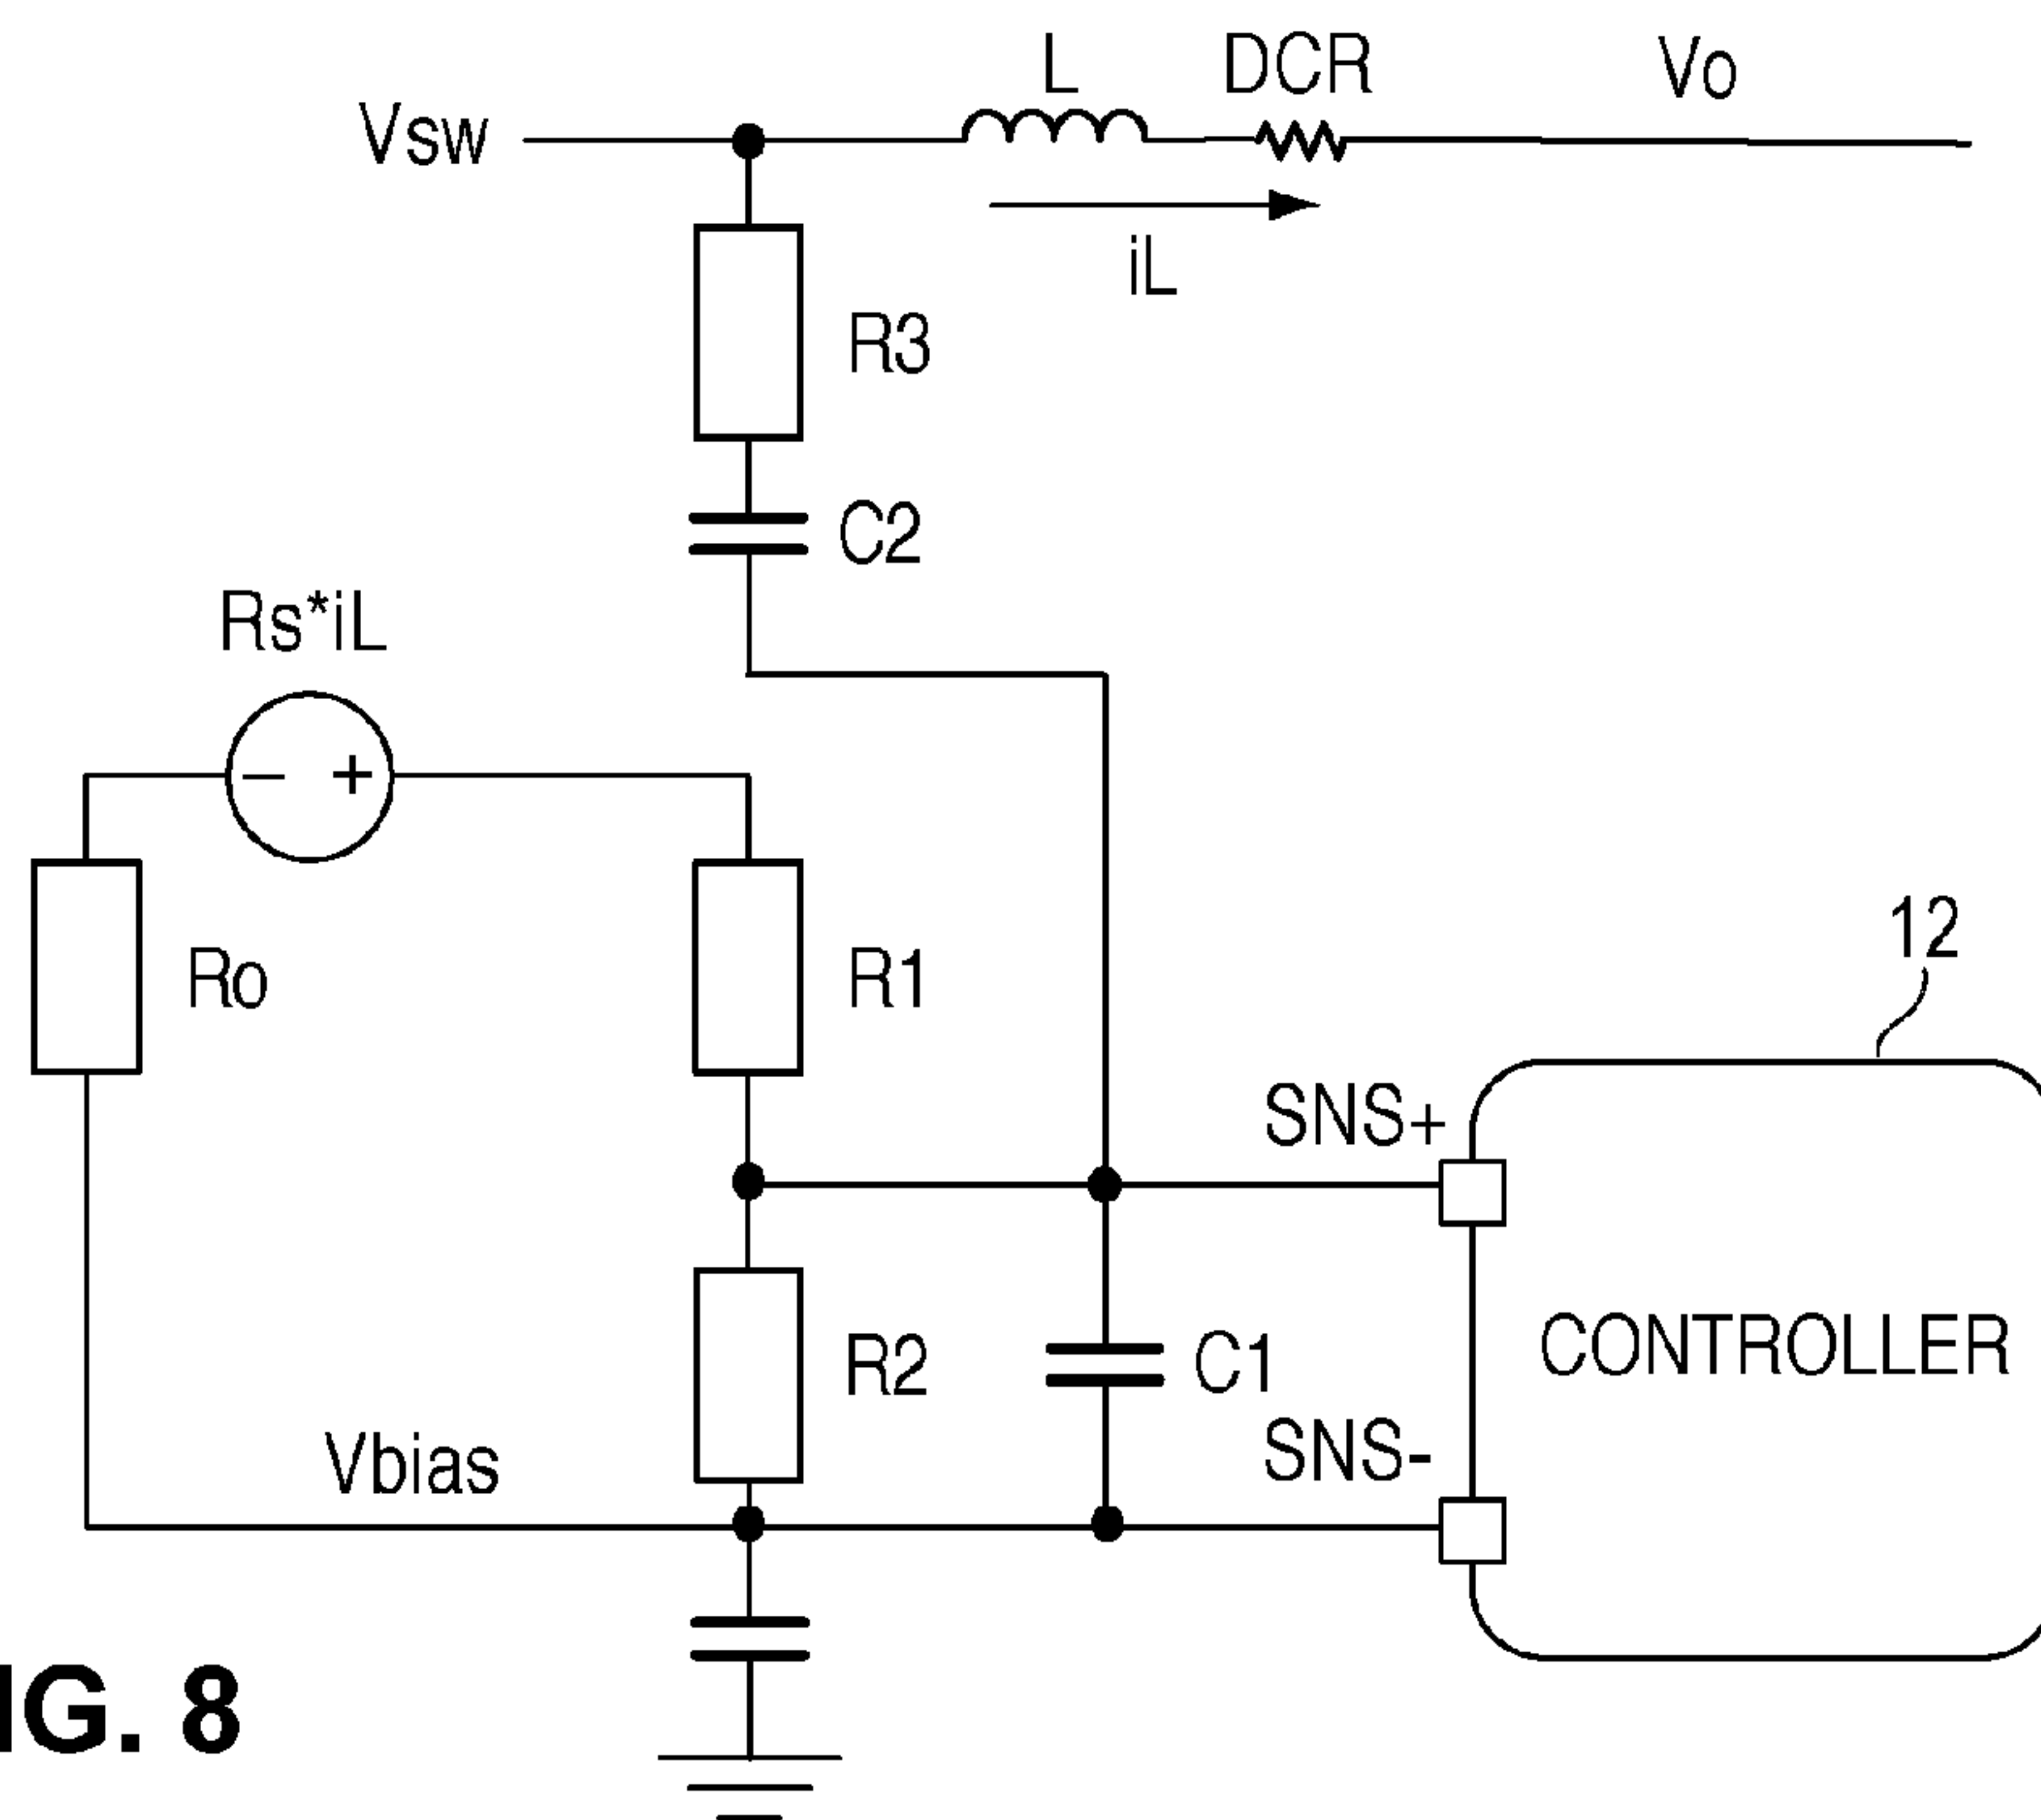 L
DCR
Vo
Vsw
iL
R3
C2
Rs*iL
− +
Ro
R1
12
SNS+
CONTROLLER
R2
C1
SNS-
Vbias
IG. 8